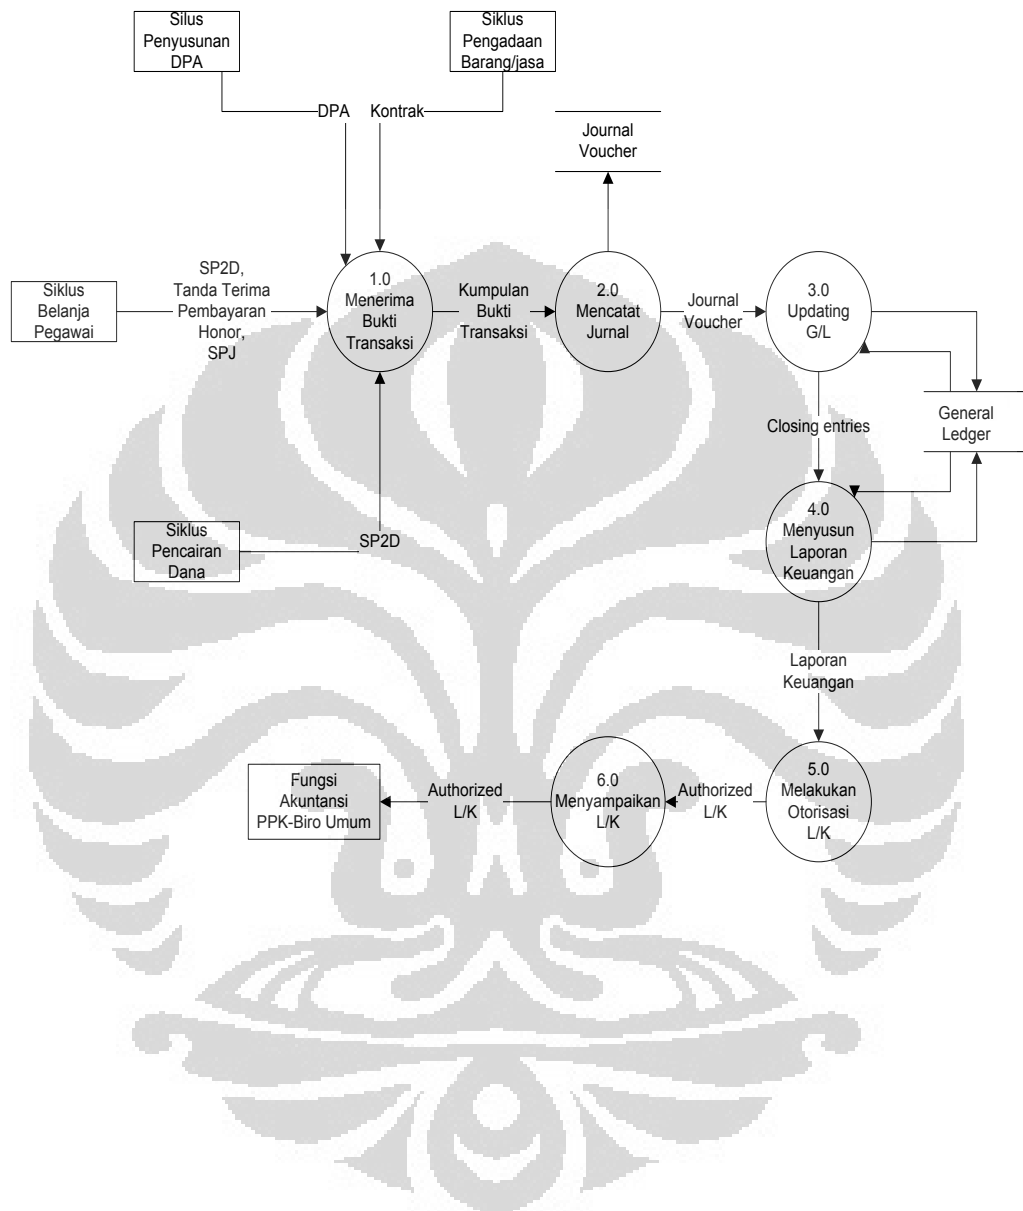 Silus
Penyusunan
DPA
Siklus
Pengadaan
Barang/jasa
DPA
Kontrak
Journal
Voucher
Siklus
Belanja
Pegawai
SP2D,
Tanda Terima
Pembayaran
Honor,
SPJ
1.0
Menerima
Bukti
Transaksi
Kumpulan
Bukti
Transaksi
2.0
Mencatat
Jurnal
Journal
Voucher
3.0
Updating
G/L
General
Ledger
Closing entries
Siklus
Pencairan
Dana
SP2D
4.0
Menyusun
Laporan
Keuangan
Laporan
Keuangan
Fungsi
Akuntansi
PPK-Biro Umum
Authorized
L/K
6.0
Menyampaikan
L/K
Authorized
L/K
5.0
Melakukan
Otorisasi
L/K